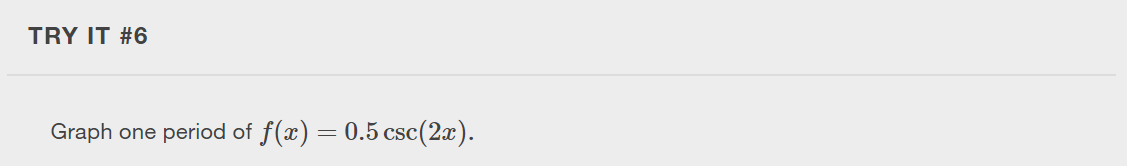 TRY IT #6
Graph one period of f(x) = 0.5 csc(2x).